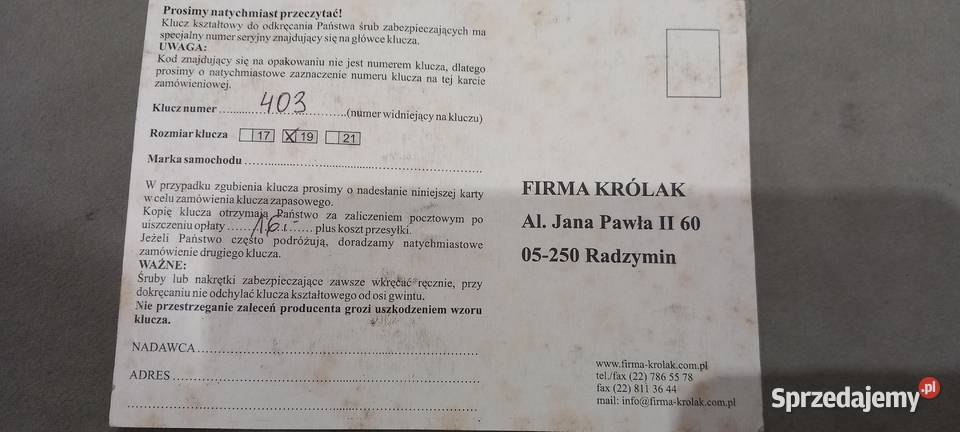 Prosimy natychmiast przeczytać!
Klucz kształtowy do odkręcania Państwa śrub zabezpieczających ma
specjalny numer seryjny znajdujący się na główce klucza.
UWAGA:
Kod znajdujący się na opakowaniu nie jest numerem klucza, dlatego
prosimy o natychmiastowe zaznaczenie numeru klucza na tej karcie
zamówieniowej.
Klucz numer ......403......(numer widniejący na kluczu)
Rozmiar klucza 17 X 19 21
Marka samochodu ......
W przypadku zgubienia klucza prosimy o nadesłanie niniejszej karty
w celu zamówienia klucza zapasowego.
Kopię klucza otrzymają Państwo za zaliczeniem pocztowym po
uiszczeniu opłaty ......16.-...... plus koszt przesyłki.
Jeżeli Państwo często podróżują, doradzamy natychmiastowe
zamówienie drugiego klucza.
WAŻNE:
Śruby lub nakrętki zabezpieczające zawsze wkręcać ręcznie, przy
dokręcaniu nie odchylać klucza kształtowego od osi gwintu.
Nie przestrzeganie zaleceń producenta grozi uszkodzeniem wzoru
klucza.
NADAWCA ......
ADRES ......
FIRMA KRÓLAK
Al. Jana Pawła II 60
05-250 Radzymin
www.firma-krolak.com.pl
tel./fax (22) 786 55 78
fax (22) 811 36 44
mail: info@firma-krolak.com.pl
Sprzedajemy.pl